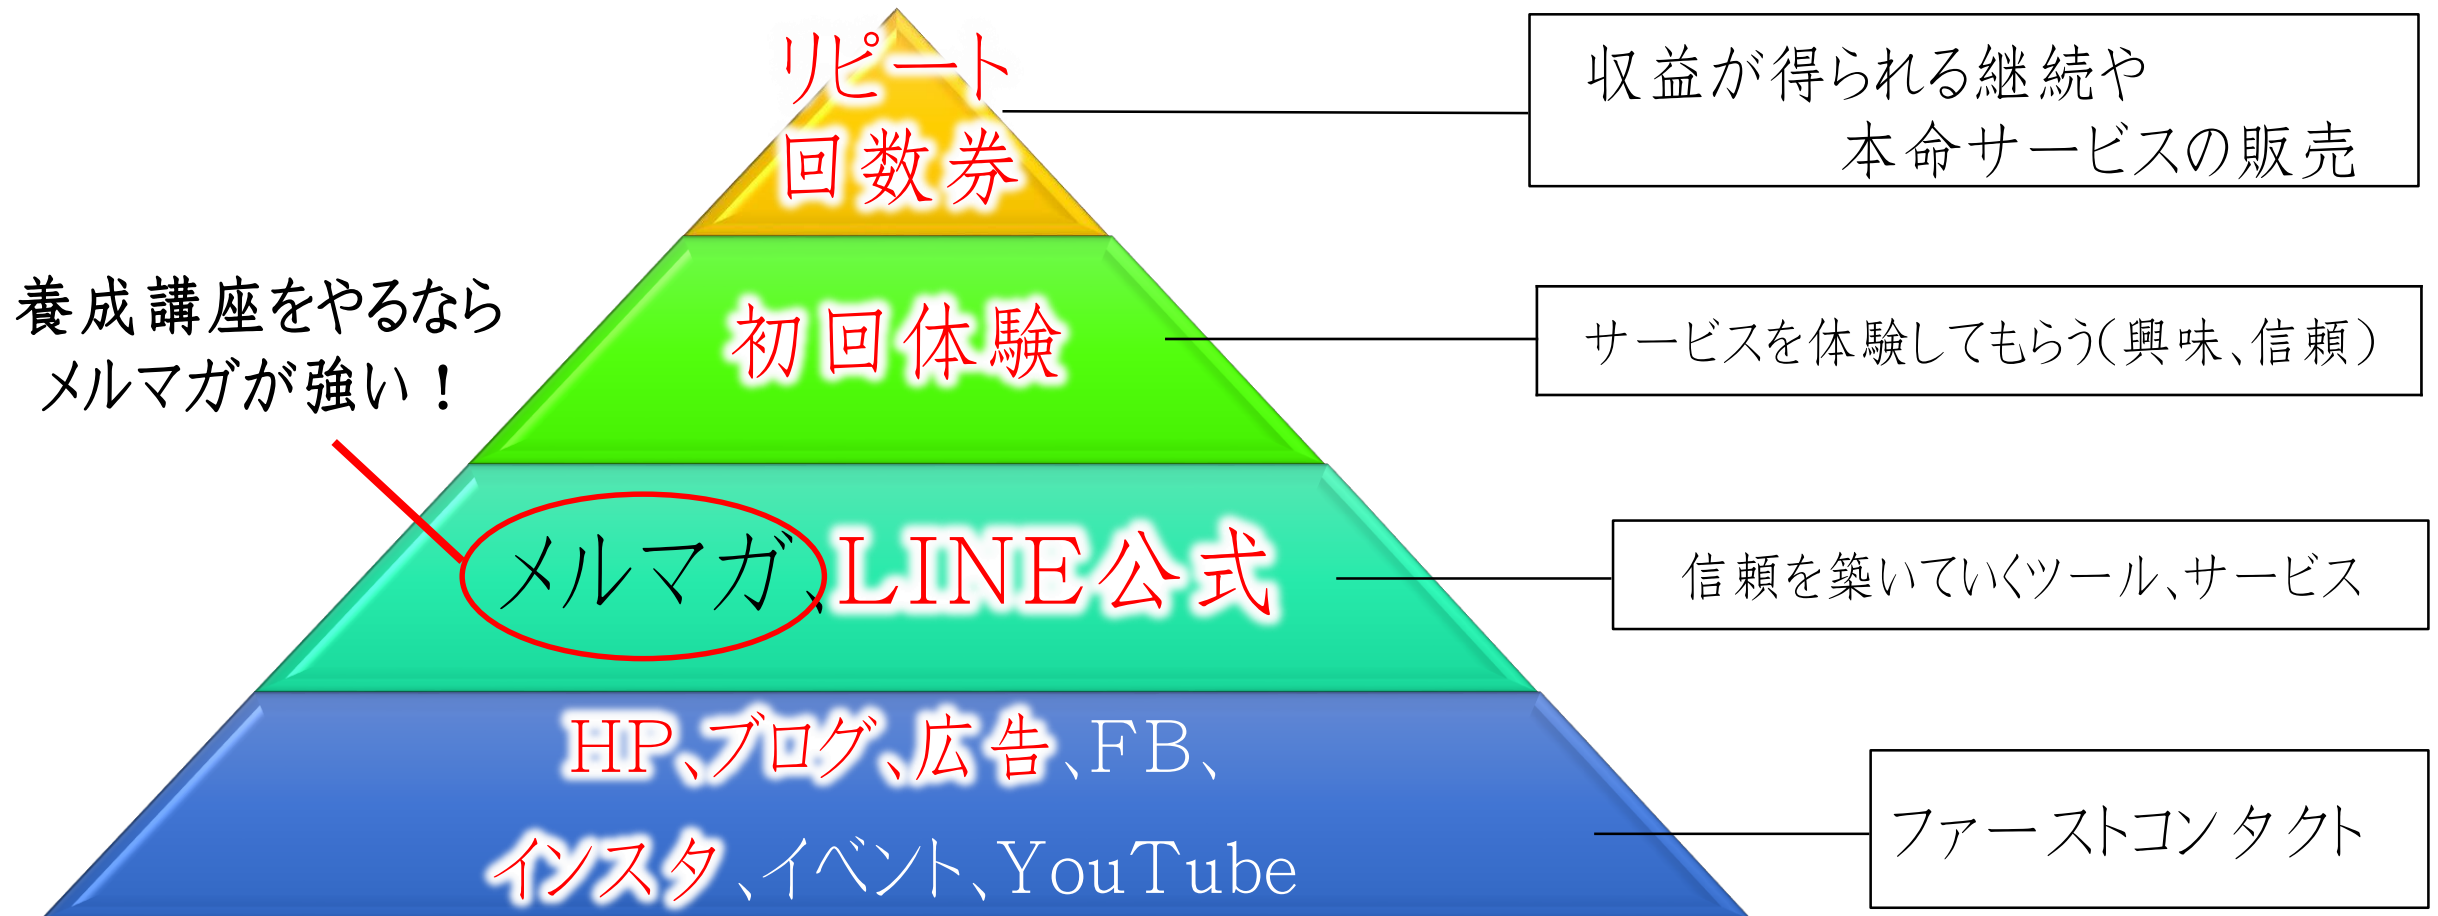 リピート
回数券
収益が得られる継続や
本命サービスの販売
養成講座をやるなら
メルマガが強い！
初回体験
サービスを体験してもらう（興味、信頼）
メルマガ、LINE公式
信頼を築いていくツール、サービス
HP、ブログ、広告、FB、
インスタ、イベント、YouTube
ファーストコンタクト